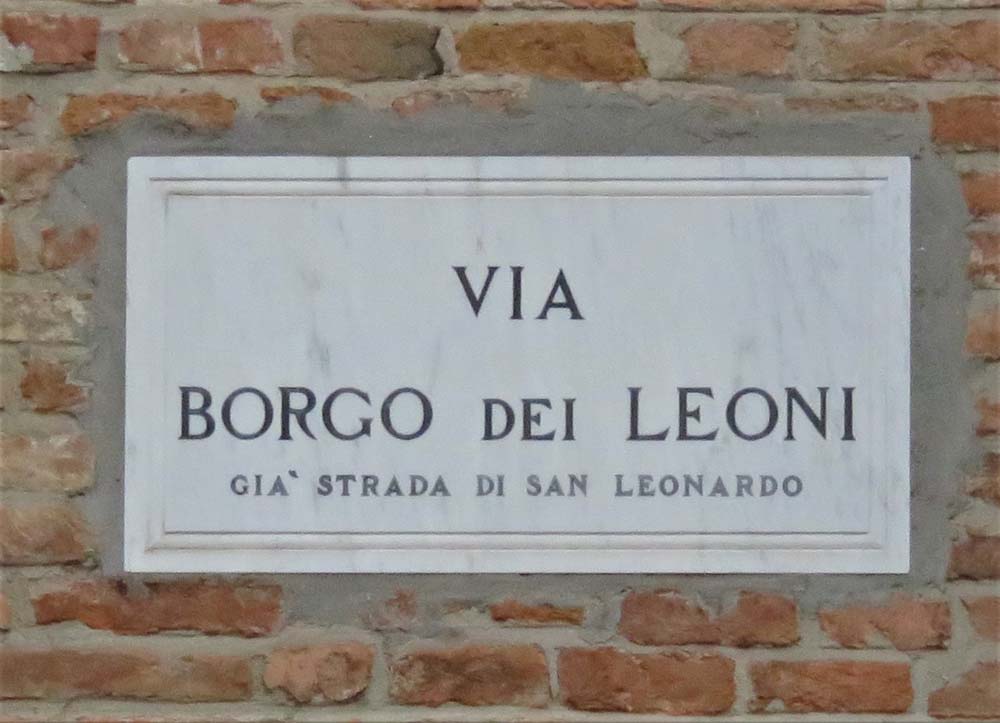 VIA
BORGO DEI LEONI
GIA` STRADA DI SAN LEONARDO